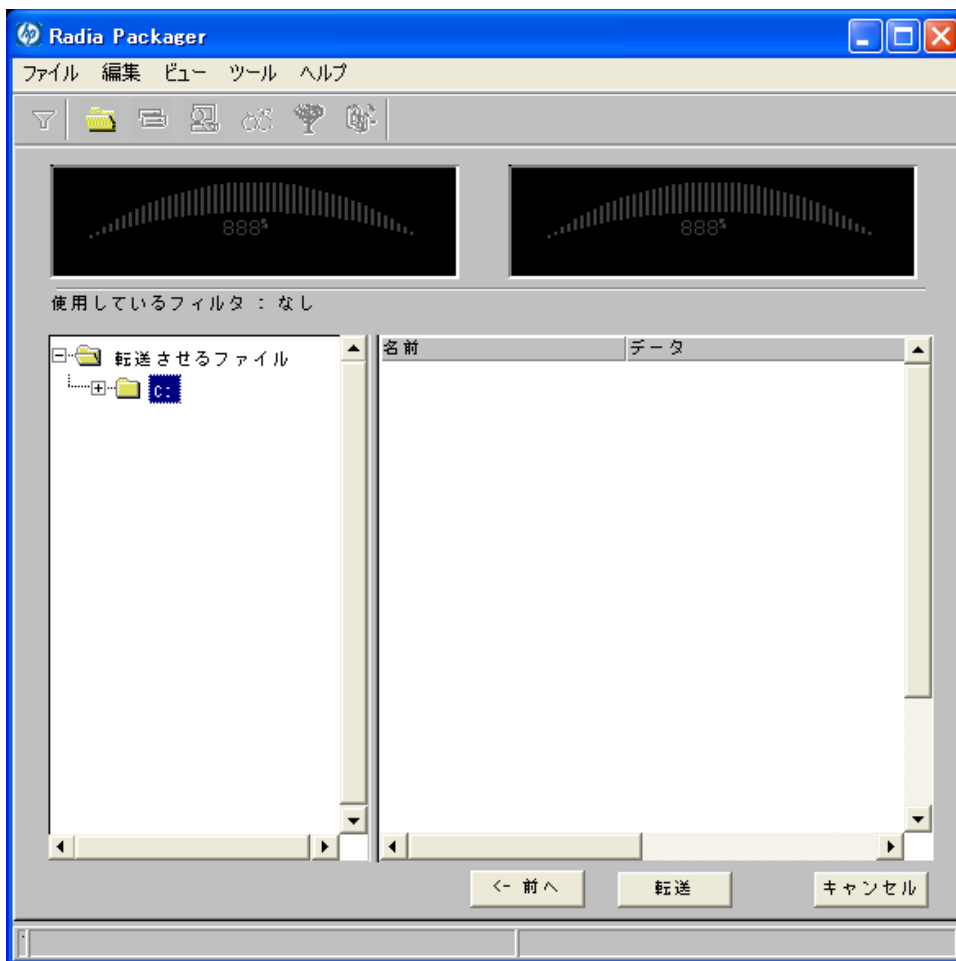 Radia Packager
ファイル 編集 ビュー ツール ヘルプ
888% 888%
使用しているフィルタ : なし
転送させるファイル
c:
名前 データ
<- 前へ 転送 キャンセル